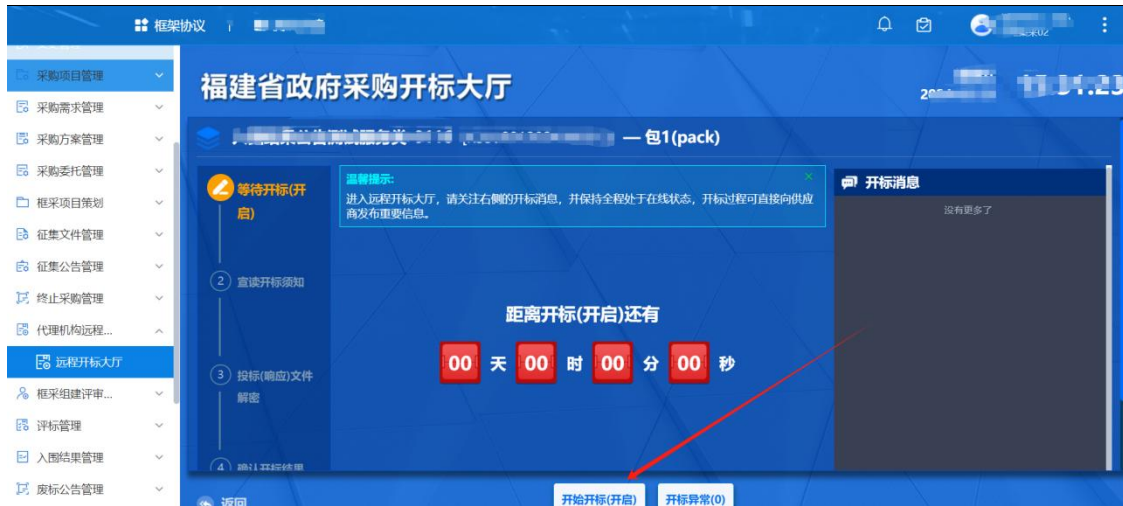 框架协议
采购项目管理
采购需求管理
采购方案管理
采购委托管理
框采项目策划
征集文件管理
征集公告管理
终止采购管理
代理机构远程...
远程开标大厅
框采组建评审...
评标管理
入围结果管理
废标公告管理
福建省政府采购开标大厅
— 包1(pack)
等待开标(开
启)
2 宣读开标须知
3 投标(响应)文件
解密
4 确认开标结果
温馨提示:
进入远程开标大厅，请关注右侧的开标消息，并保持全程处于在线状态，开标过程可直接向供应
商发布重要信息。
距离开标(开启)还有
00 天 00 时 00 分 00 秒
开标消息
没有更多了
返回
开始开标(开启)
开标异常(0)